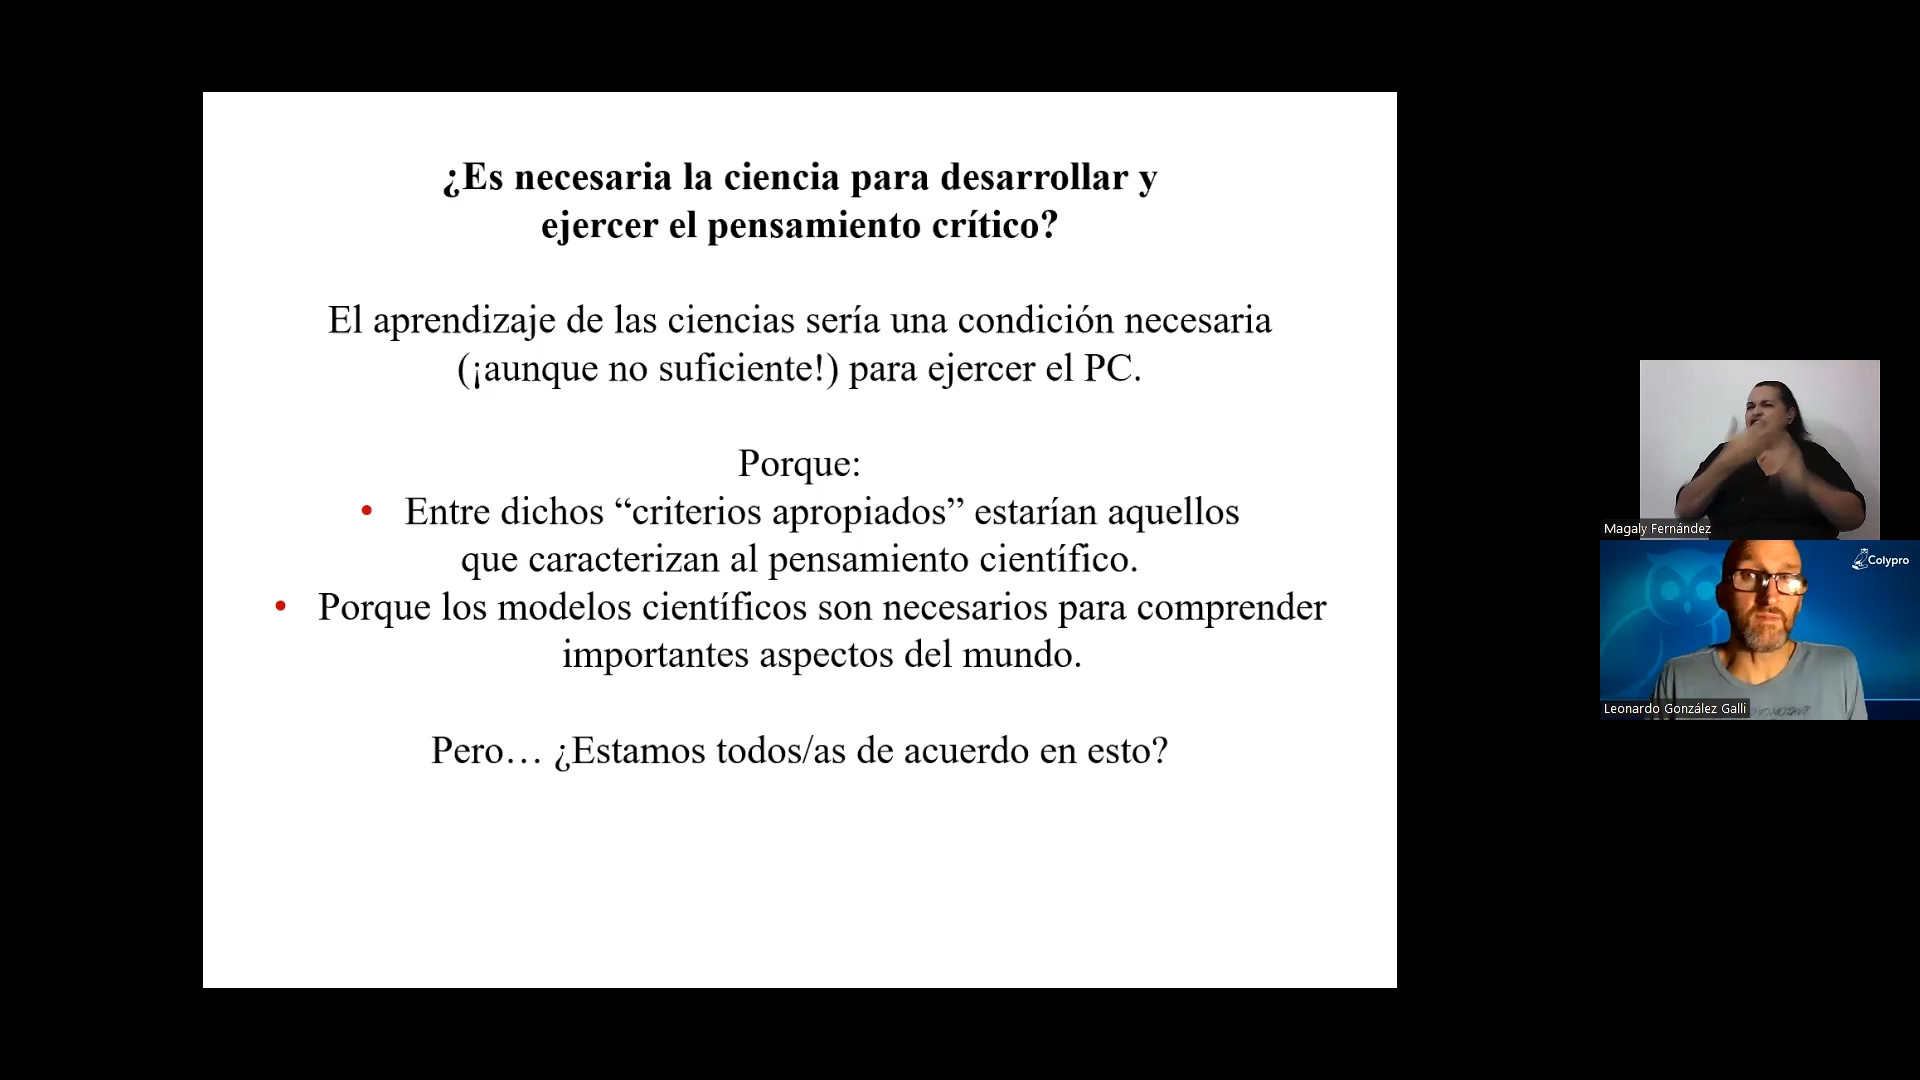 ¿Es necesaria la ciencia para desarrollar y
ejercer el pensamiento crítico?
El aprendizaje de las ciencias sería una condición necesaria
(¡aunque no suficiente!) para ejercer el PC.
Porque:
• Entre dichos “criterios apropiados” estarían aquellos
que caracterizan al pensamiento científico.
• Porque los modelos científicos son necesarios para comprender
importantes aspectos del mundo.
Pero… ¿Estamos todos/as de acuerdo en esto?
Magaly Fernández
Colypro
Leonardo González Galli